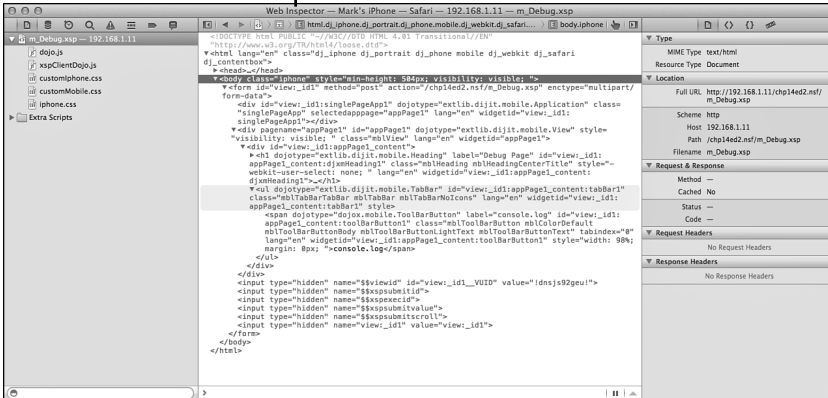 Web Inspector — Mark's iPhone — Safari — m_Debug.xsp
html.dj_iphone.dj_portrait.dj_phone.mobile.dj_webkit.dj_safari....
body.iphone
m_Debug.xsp — 192.168.1.11
dojo.js
xspClientDojo.js
customIphone.css
customMobile.css
iphone.css
Extra Scripts
<!DOCTYPE html PUBLIC "-//W3C//DTD HTML 4.01 Transitional//EN"
"http://www.w3.org/TR/html4/loose.dtd">
<html lang="en" class="dj_iphone dj_portrait dj_phone mobile dj_webkit dj_safari
dj_contentbox">
<head>…</head>
<body class="iphone" style="min-height: 504px; visibility: visible; ">
<form id="view:_id1" method="post" action="/chp14ed2.nsf/m_Debug.xsp" enctype="multipart/
form-data">
<div id="view:_id1:singlePageApp1" dojotype="extlib.dijit.mobile.Application" class=
"singlePageApp" selectedapppage="appPage1" lang="en" widgetid="view:_id1:
singlePageApp1"></div>
<div pagename="appPage1" id="appPage1" dojotype="extlib.dijit.mobile.View" style=
"visibility: visible; " class="mblView" lang="en" widgetid="appPage1">
<div id="view:_id1:appPage1_content">
<h1 dojotype="extlib.dijit.mobile.Heading" label="Debug Page" id="view:_id1:
appPage1_content:djxmHeading1" class="mblHeading mblHeadingCenterTitle" style="-
webkit-user-select: none; " lang="en" widgetid="view:_id1:appPage1_content:
djxmHeading1">…</h1>
<ul dojotype="extlib.dijit.mobile.TabBar" id="view:_id1:appPage1_content:tabBar1"
class="mblTabBarTabBar mblTabBar mblTabBarNoIcons" lang="en" widgetid="view:_id1:
appPage1_content:tabBar1" style>
<span dojotype="dojox.mobile.ToolBarButton" label="console.log" id="view:_id1:
appPage1_content:toolBarButton1" class="mblToolBarButton mblColorDefault
mblToolBarButtonBody mblToolBarButtonLightText mblToolBarButtonText" tabindex="0"
lang="en" widgetid="view:_id1:appPage1_content:toolBarButton1" style="width: 98%;
margin: 0px; ">console.log</span>
</ul>
</div>
</div>
<input type="hidden" name="$$viewid" id="view:_id1__VUID" value="!dnsjs92geu!">
<input type="hidden" name="$$xspsubmitid">
<input type="hidden" name="$$xspexecid">
<input type="hidden" name="$$xspsubmitvalue">
<input type="hidden" name="$$xspsubmitscroll">
<input type="hidden" name="view:_id1" value="view:_id1">
</form>
</body>
</html>
Type
MIME Type text/html
Resource Type Document
Location
Full URL http://192.168.1.11/chp14ed2.nsf/
m_Debug.xsp
Scheme http
Host 192.168.1.11
Path /chp14ed2.nsf/m_Debug.xsp
Filename m_Debug.xsp
Request & Response
Method —
Cached No
Status —
Code —
Request Headers
No Request Headers
Response Headers
No Response Headers